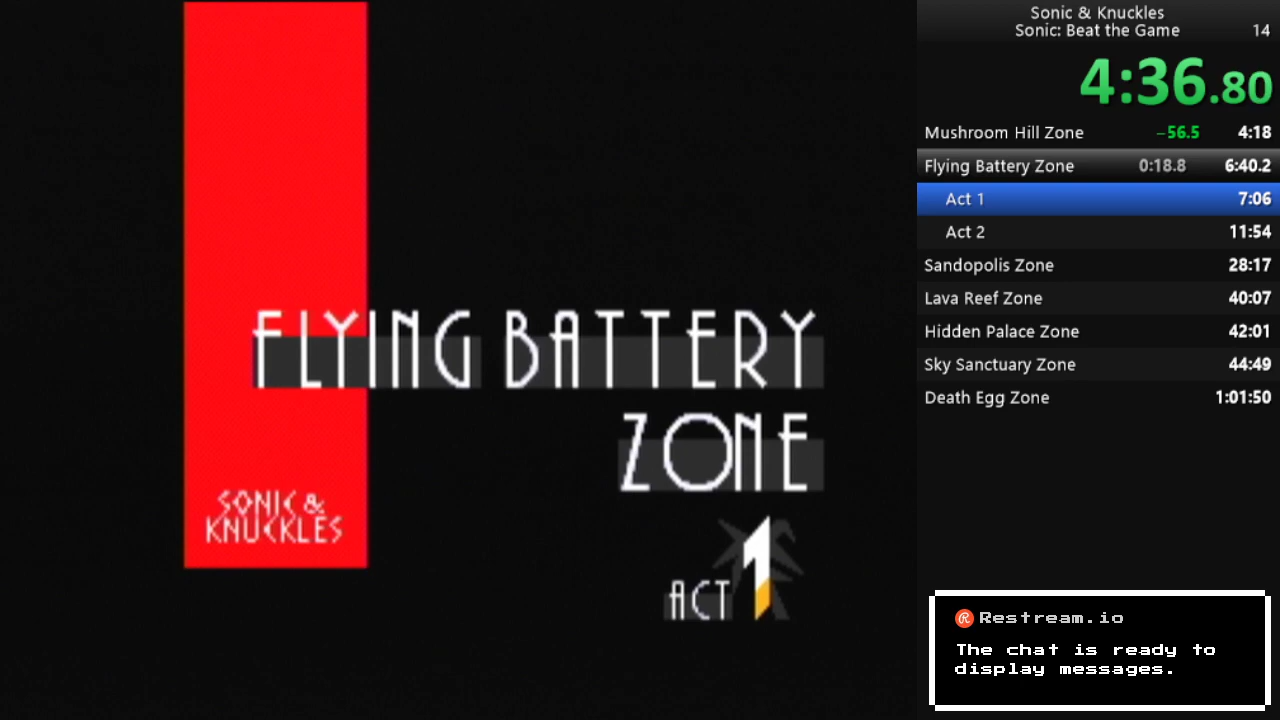 FLYING BATTERY
ZONE
ACT 1
SONIC &
KNUCKLES
Sonic & Knuckles
Sonic: Beat the Game 14
4:36.80
Mushroom Hill Zone −56.5 4:18
Flying Battery Zone 0:18.8 6:40.2
Act 1 7:06
Act 2 11:54
Sandopolis Zone 28:17
Lava Reef Zone 40:07
Hidden Palace Zone 42:01
Sky Sanctuary Zone 44:49
Death Egg Zone 1:01:50
R Restream.io
The chat is ready to
display messages.